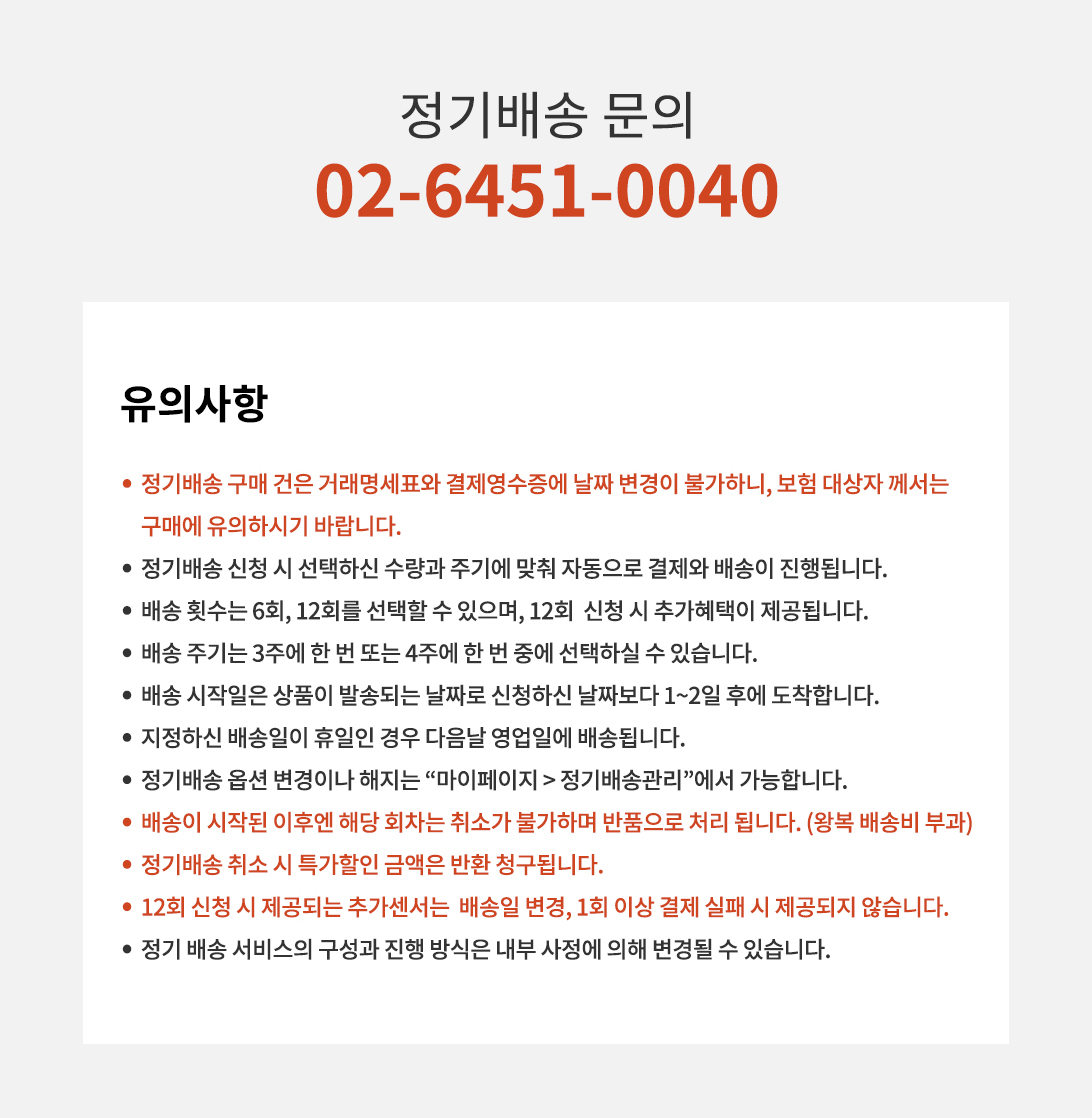 정기배송 문의
02-6451-0040
유의사항
• 정기배송 구매 건은 거래명세표와 결제영수증에 날짜 변경이 불가하니, 보험 대상자 께서는
구매에 유의하시기 바랍니다.
• 정기배송 신청 시 선택하신 수량과 주기에 맞춰 자동으로 결제와 배송이 진행됩니다.
• 배송 횟수는 6회, 12회를 선택할 수 있으며, 12회  신청 시 추가혜택이 제공됩니다.
• 배송 주기는 3주에 한 번 또는 4주에 한 번 중에 선택하실 수 있습니다.
• 배송 시작일은 상품이 발송되는 날짜로 신청하신 날짜보다 1~2일 후에 도착합니다.
• 지정하신 배송일이 휴일인 경우 다음날 영업일에 배송됩니다.
• 정기배송 옵션 변경이나 해지는 “마이페이지 > 정기배송관리”에서 가능합니다.
• 배송이 시작된 이후엔 해당 회차는 취소가 불가하며 반품으로 처리 됩니다. (왕복 배송비 부과)
• 정기배송 취소 시 특가할인 금액은 반환 청구됩니다.
• 12회 신청 시 제공되는 추가센서는  배송일 변경, 1회 이상 결제 실패 시 제공되지 않습니다.
• 정기 배송 서비스의 구성과 진행 방식은 내부 사정에 의해 변경될 수 있습니다.